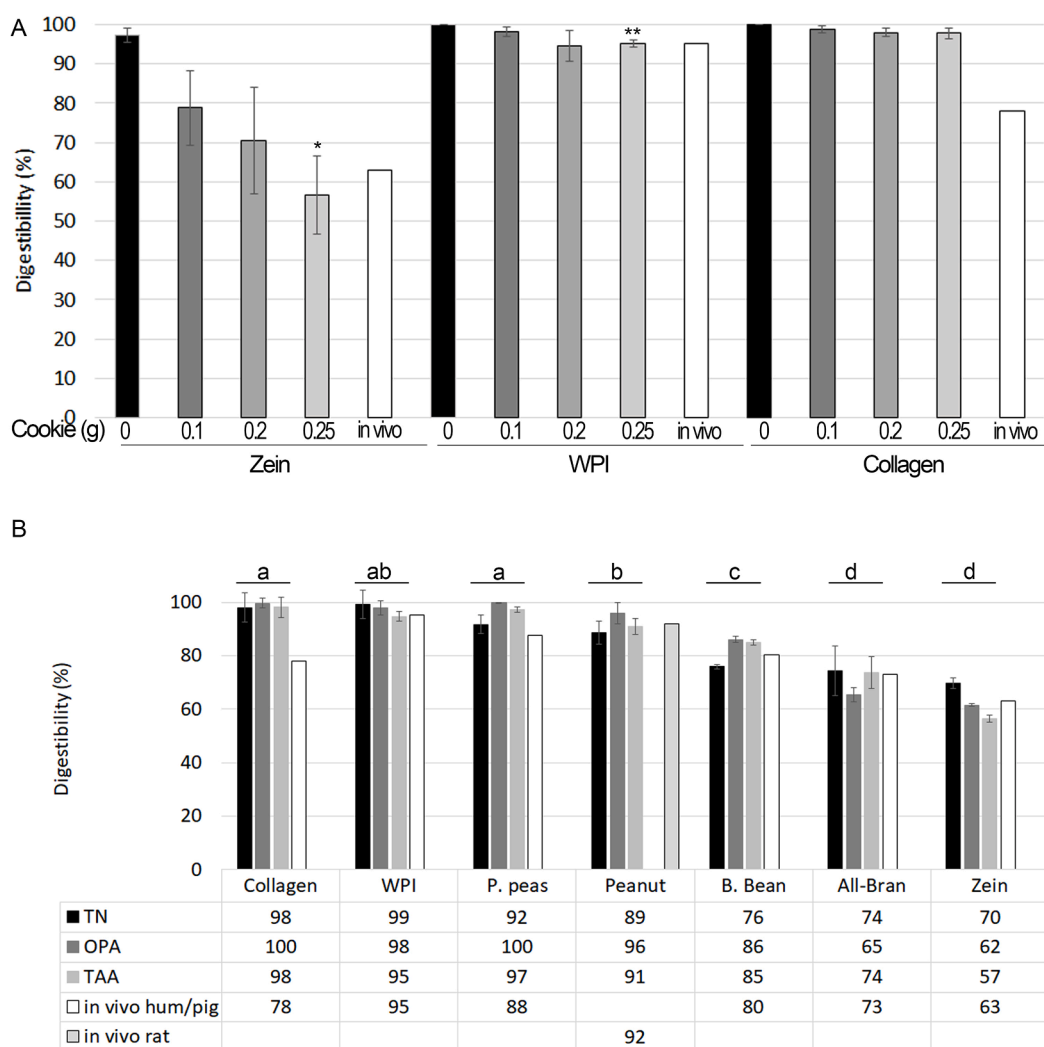 A
100
90
80
70
60
50
40
30
20
10
0
Digestibillity (%)
*
**
Cookie (g) 0 0.1 0.2 0.25 in vivo 0 0.1 0.2 0.25 in vivo 0 0.1 0.2 0.25 in vivo
Zein WPI Collagen
B
a ab a b c d d
100
80
60
40
20
0
Digestibility (%)
Collagen WPI P. peas Peanut B. Bean All-Bran Zein
TN 98 99 92 89 76 74 70
OPA 100 98 100 96 86 65 62
TAA 98 95 97 91 85 74 57
in vivo hum/pig 78 95 88 80 73 63
in vivo rat 92